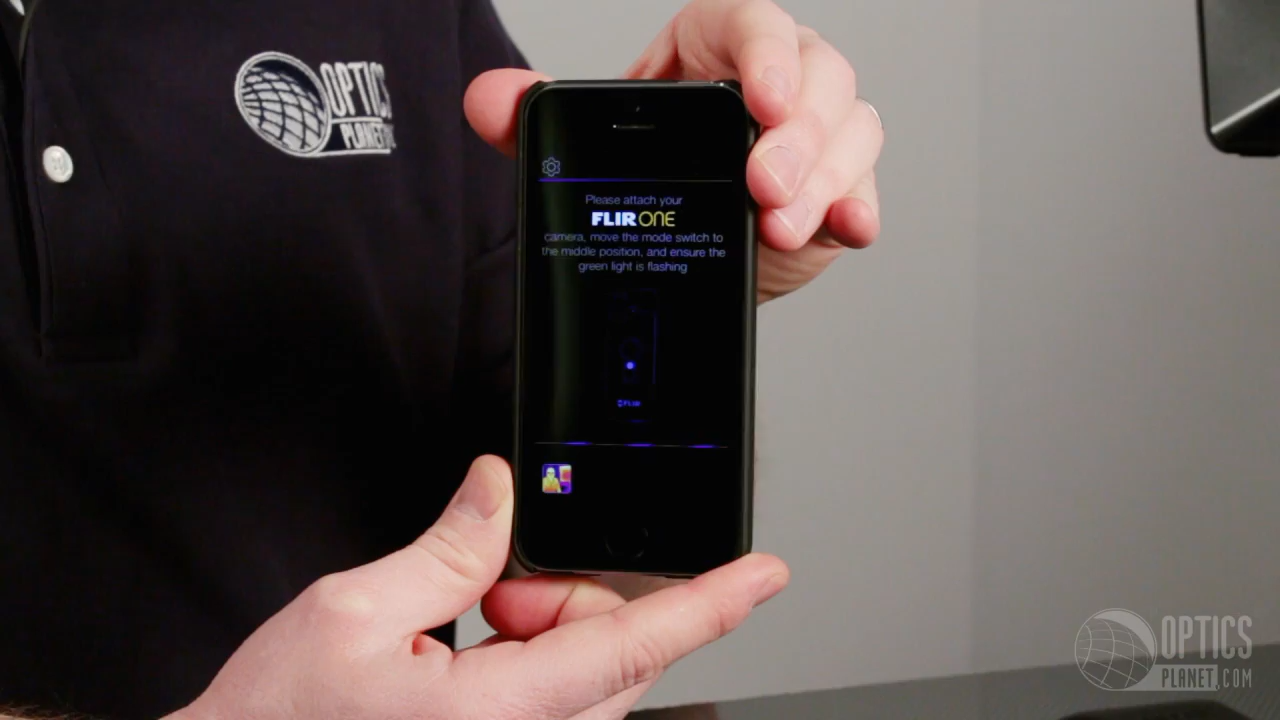 OPTICS
PLANET
Please attach your
FLIR ONE
camera, move the mode switch to
the middle position, and ensure the
green light is flashing
FLIR
OPTICS
PLANET.COM